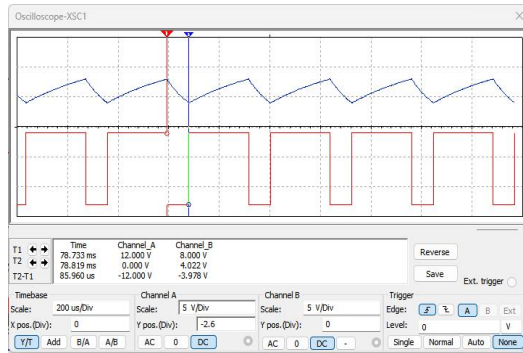 Oscilloscope-XSC1
T1
T2
T2-T1
Time Channel_A Channel_B
78.733 ms 12.000 V 8.000 V
78.819 ms 0.000 V 4.022 V
85.960 us -12.000 V -3.978 V
Reverse
Save
Ext. trigger
Timebase
Scale: 200 us/Div
X pos.(Div): 0
Y/T Add B/A A/B
Channel A
Scale: 5 V/Div
Y pos.(Div): -2.6
AC 0 DC
Channel B
Scale: 5 V/Div
Y pos.(Div): 0
AC 0 DC -
Trigger
Edge: A B Ext
Level: 0 V
Single Normal Auto None